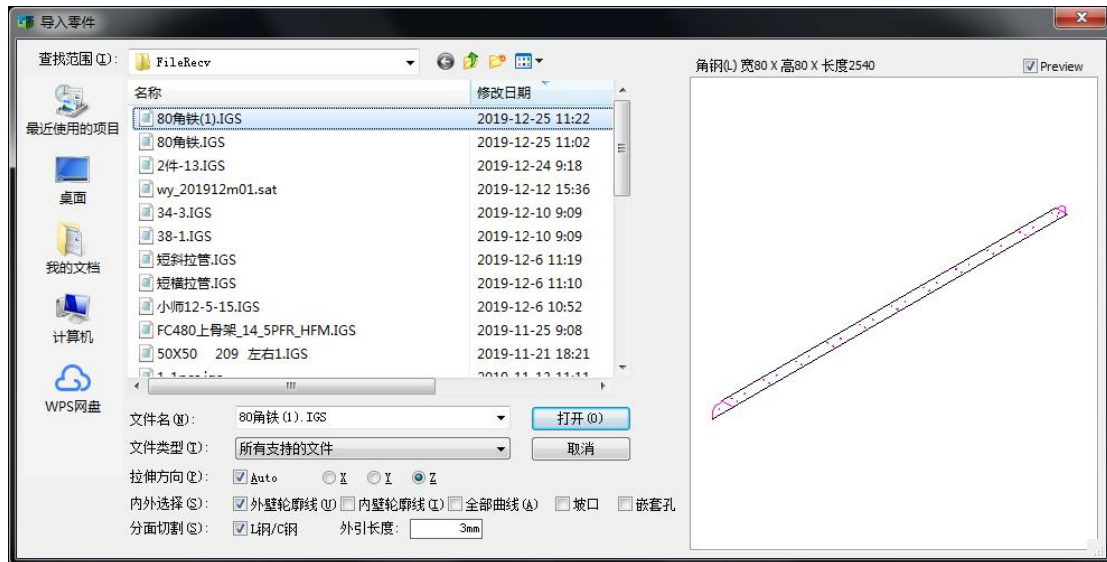 导入零件
查找范围(I):
FileRecv
角钢(L) 宽80 X 高80 X 长度2540
Preview
名称
修改日期
80角铁(1).IGS 2019-12-25 11:22
80角铁.IGS 2019-12-25 11:02
2件-13.IGS 2019-12-24 9:18
wy_201912m01.sat 2019-12-12 15:36
34-3.IGS 2019-12-10 9:09
38-1.IGS 2019-12-10 9:09
短斜拉管.IGS 2019-12-6 11:19
短横拉管.IGS 2019-12-6 11:10
小师12-5-15.IGS 2019-12-6 10:52
FC480上骨架_14_5PFR_HFM.IGS 2019-11-25 9:08
50X50 209 左右1.IGS 2019-11-21 18:21
最近使用的项目
桌面
我的文档
计算机
WPS网盘
文件名(N): 80角铁(1).IGS 打开(O)
文件类型(T): 所有支持的文件 取消
拉伸方向(P): Auto X Y Z
内外选择(S): 外壁轮廓线(U) 内壁轮廓线(I) 全部曲线(A) 坡口 嵌套孔
分面切割(S): L钢/C钢 外引长度: 3mm